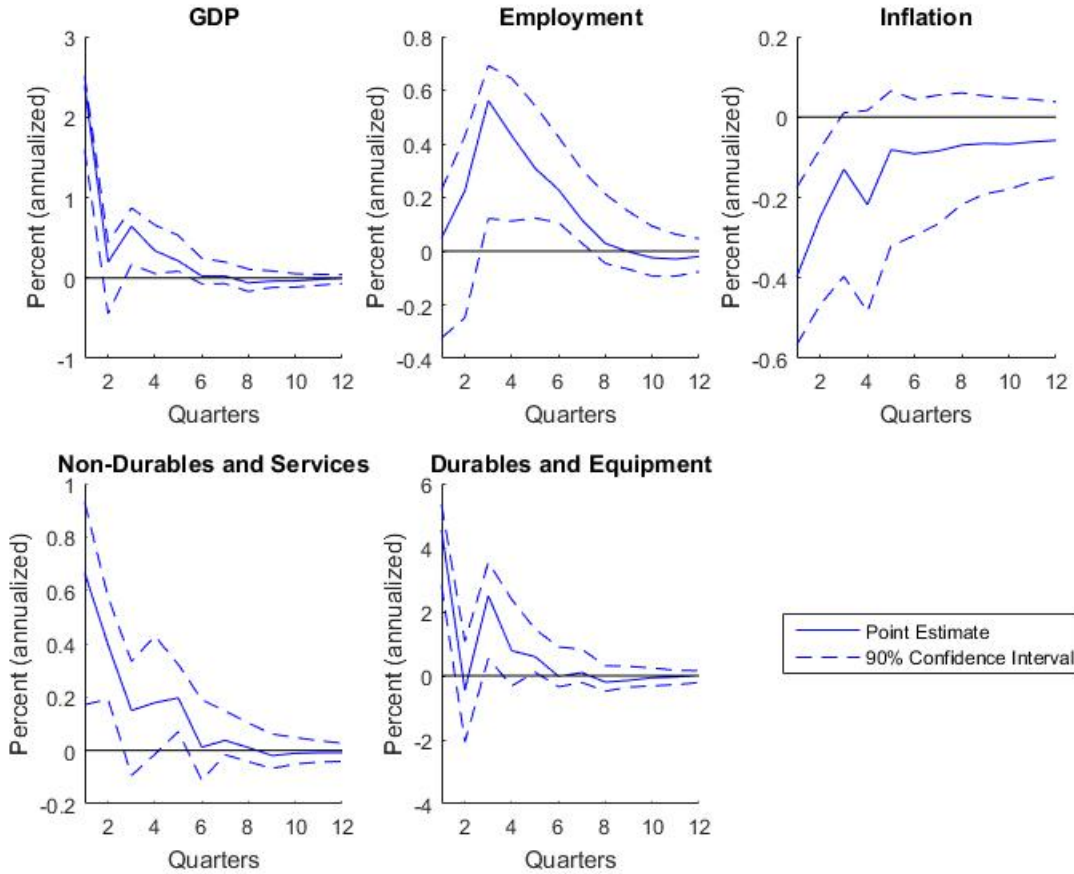 GDP
Employment
Inflation
3
2
1
0
-1
Percent (annualized)
2 4 6 8 10 12
Quarters
0.8
0.6
0.4
0.2
0
-0.2
-0.4
Percent (annualized)
2 4 6 8 10 12
Quarters
0.2
0
-0.2
-0.4
-0.6
Percent (annualized)
2 4 6 8 10 12
Quarters
Non-Durables and Services
Durables and Equipment
1
0.8
0.6
0.4
0.2
0
-0.2
Percent (annualized)
2 4 6 8 10 12
Quarters
6
4
2
0
-2
-4
Percent (annualized)
2 4 6 8 10 12
Quarters
Point Estimate
90% Confidence Interval